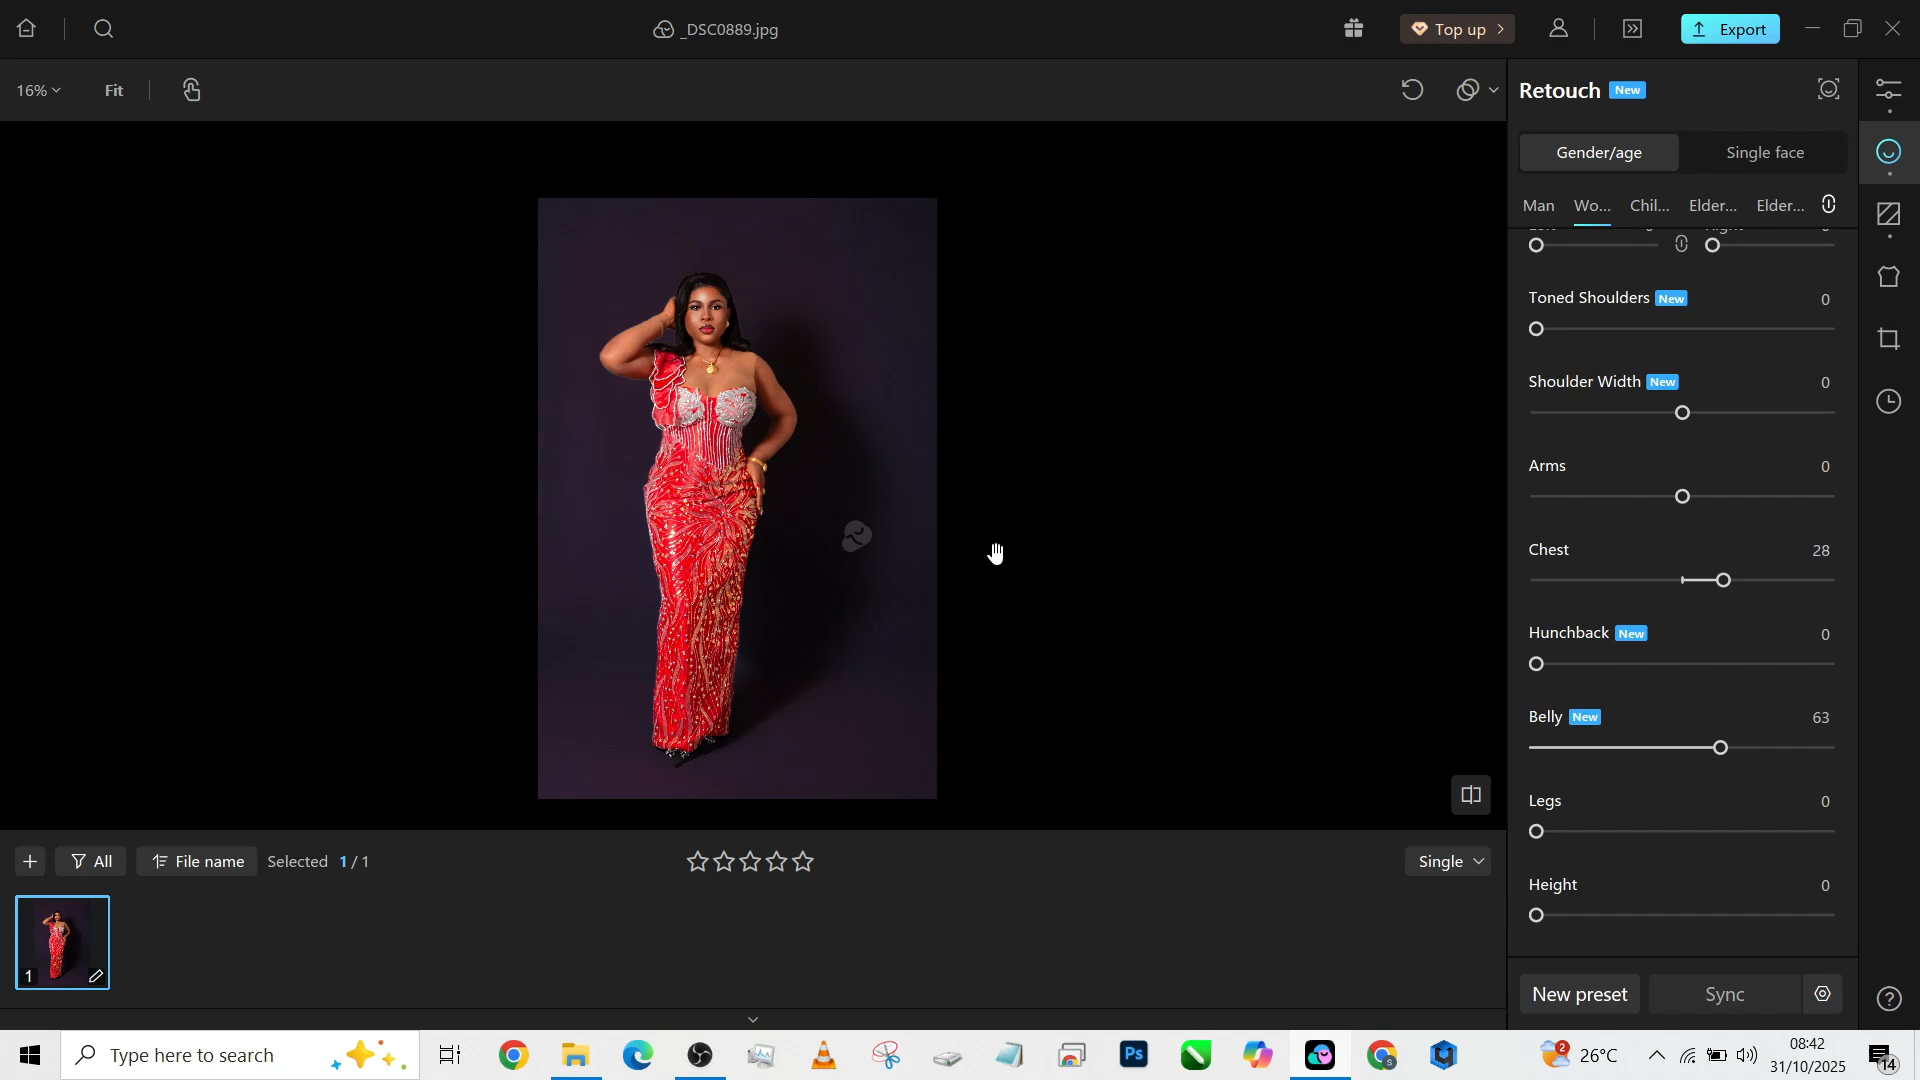 _DSC0889.jpg
Top up
Export
16%
Fit
Retouch New
Gender/age
Single face
Man
Wo...
Chil...
Elder...
Elder...
Toned Shoulders New 0
Shoulder Width New 0
Arms 0
Chest 28
Hunchback New 0
Belly New 63
Legs 0
Height 0
All
File name
Selected 1/1
Single
1
New preset
Sync
Type here to search
Ps
S
2
26°C
08:42
31/10/2025
14